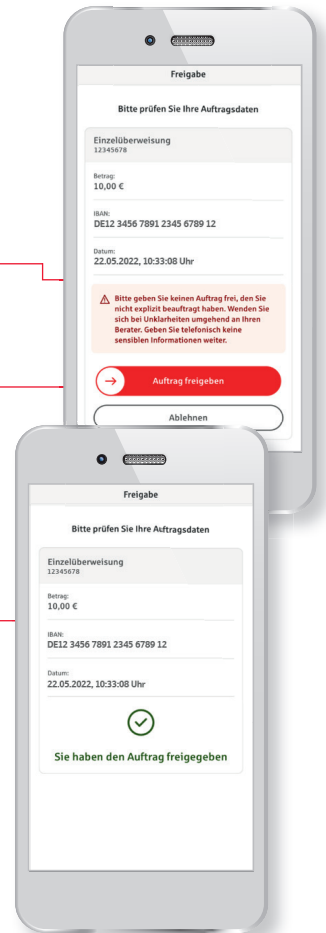 Freigabe
Bitte prüfen Sie Ihre Auftragsdaten
Einzelüberweisung
12345678
Betrag:
10,00 €
IBAN:
DE12 3456 7891 2345 6789 12
Datum:
22.05.2022, 10:33:08 Uhr
Bitte geben Sie keinen Auftrag frei, den Sie
nicht explizit beauftragt haben. Wenden Sie
sich bei Unklarheiten umgehend an Ihren
Berater. Geben Sie telefonisch keine
sensiblen Informationen weiter.
Auftrag freigeben
Ablehnen
Freigabe
Bitte prüfen Sie Ihre Auftragsdaten
Einzelüberweisung
12345678
Betrag:
10,00 €
IBAN:
DE12 3456 7891 2345 6789 12
Datum:
22.05.2022, 10:33:08 Uhr
Sie haben den Auftrag freigegeben